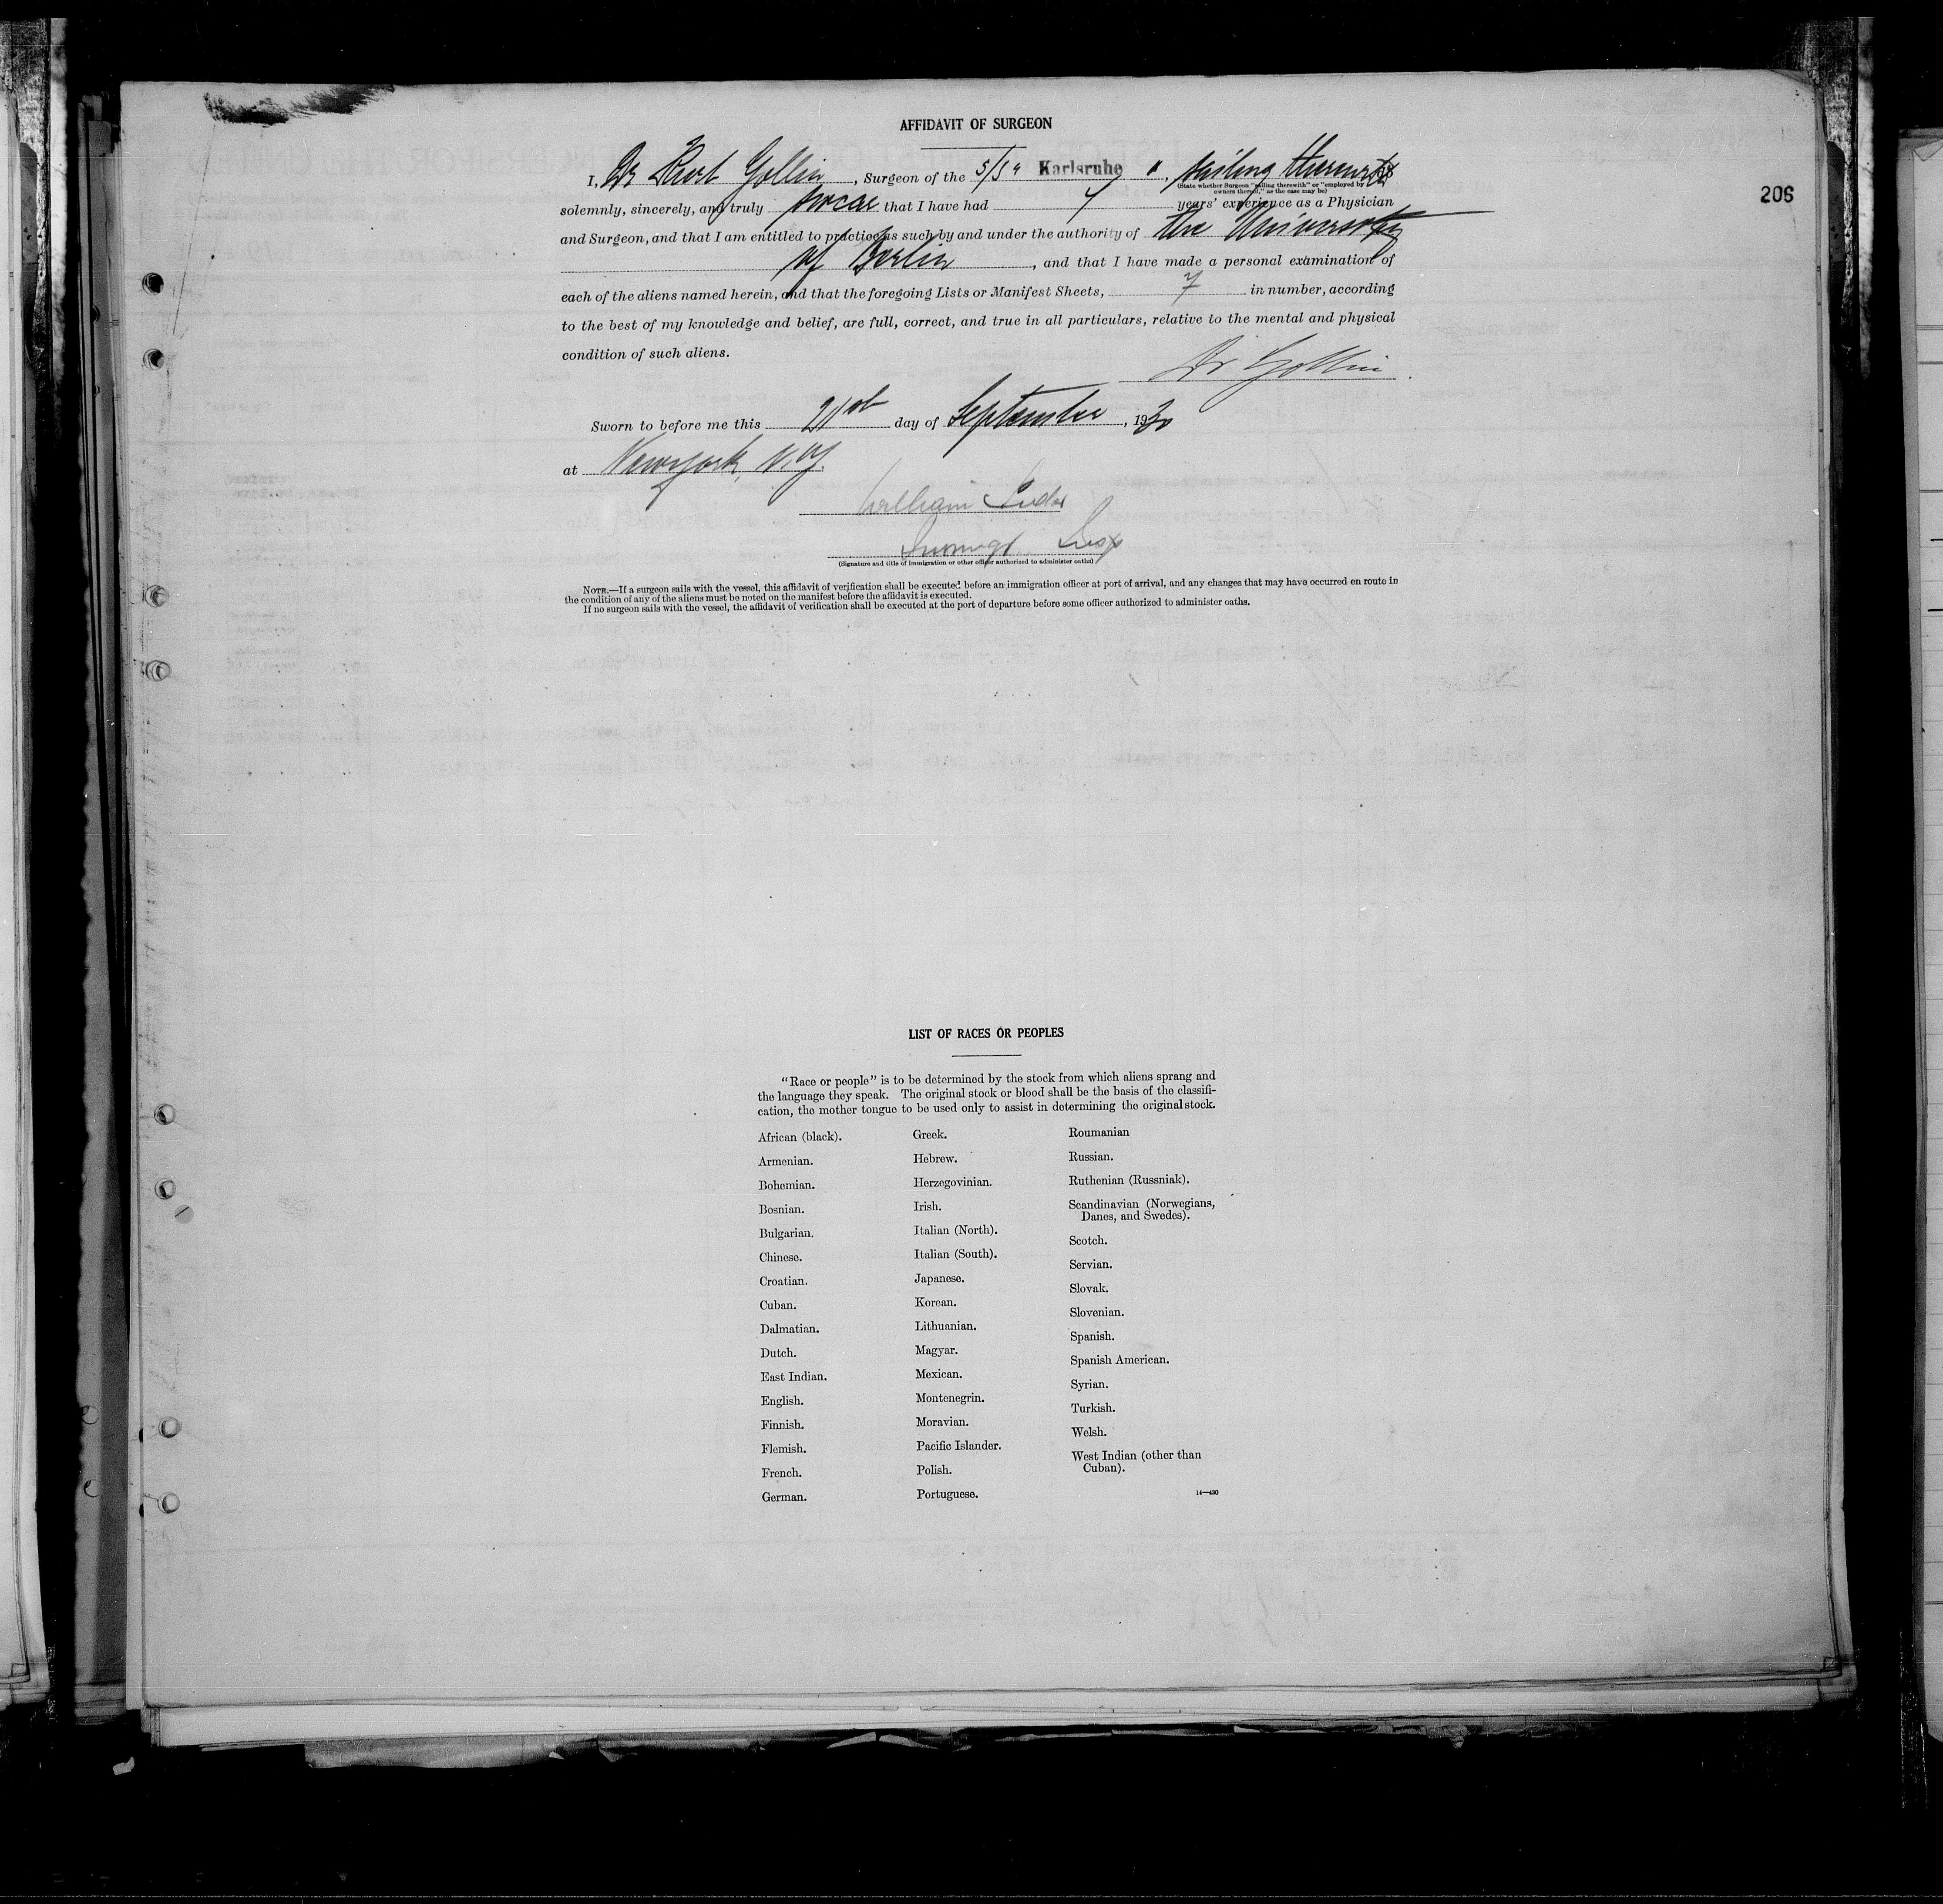 206
AFFIDAVIT OF SURGEON
I, Dr Kurt Gollin, Surgeon of the S/S " Karlsruhe ", sailing therewith
(State whether Surgeon "sailing therewith" or "employed by
owners thereof," as the case may be)
solemnly, sincerely, and truly swear that I have had 7 years' experience as a Physician
and Surgeon, and that I am entitled to practice as such by and under the authority of the University
of Berlin, and that I have made a personal examination of
each of the aliens named herein, and that the foregoing Lists or Manifest Sheets, 7 in number, according
to the best of my knowledge and belief, are full, correct, and true in all particulars, relative to the mental and physical
condition of such aliens.
Dr Gollin
Sworn to before me this 21st day of September, 1930
at New York, N.Y.
William
Immigt Insp
(Signature and title of immigration or other officer authorized to administer oaths)
NOTE.—If a surgeon sails with the vessel, this affidavit of verification shall be executed before an immigration officer at port of arrival, and any changes that may have occurred en route in
the condition of any of the aliens must be noted on the manifest before the affidavit is executed.
If no surgeon sails with the vessel, the affidavit of verification shall be executed at the port of departure before some officer authorized to administer oaths.
LIST OF RACES OR PEOPLES
"Race or people" is to be determined by the stock from which aliens sprang and
the language they speak. The original stock or blood shall be the basis of the classifi-
cation, the mother tongue to be used only to assist in determining the original stock.
African (black).
Armenian.
Bohemian.
Bosnian.
Bulgarian.
Chinese.
Croatian.
Cuban.
Dalmatian.
Dutch.
East Indian.
English.
Finnish.
Flemish.
French.
German.
Greek.
Hebrew.
Herzegovinian.
Irish.
Italian (North).
Italian (South).
Japanese.
Korean.
Lithuanian.
Magyar.
Mexican.
Montenegrin.
Moravian.
Pacific Islander.
Polish.
Portuguese.
Roumanian
Russian.
Ruthenian (Russniak).
Scandinavian (Norwegians,
Danes, and Swedes).
Scotch.
Servian.
Slovak.
Slovenian.
Spanish.
Spanish American.
Syrian.
Turkish.
Welsh.
West Indian (other than
Cuban).
14—430